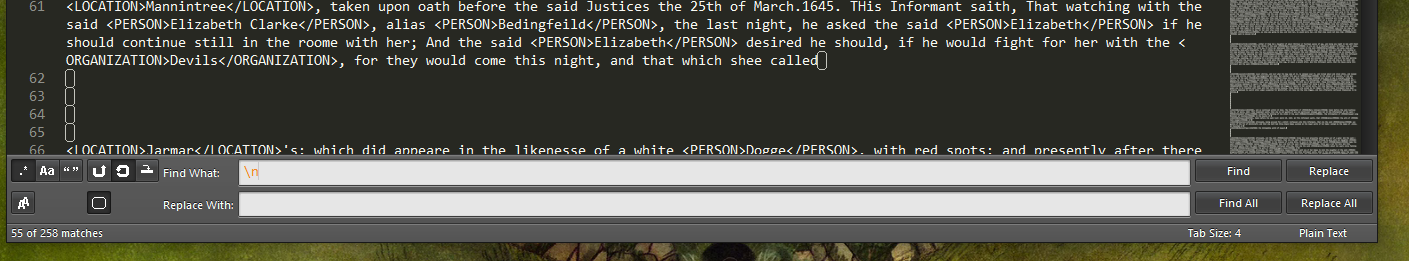 61 <LOCATION>Mannintree</LOCATION>, taken upon oath before the said Justices the 25th of March.1645. THis Informant saith, That watching with the
said <PERSON>Elizabeth Clarke</PERSON>, alias <PERSON>Bedingfeild</PERSON>, the last night, he asked the said <PERSON>Elizabeth</PERSON> if he
should continue still in the roome with her; And the said <PERSON>Elizabeth</PERSON> desired he should, if he would fight for her with the <
ORGANIZATION>Devils</ORGANIZATION>, for they would come this night, and that which shee called
62
63
64
65
66 <LOCATION>Jarmar</LOCATION>'s; which did appeare in the likenesse of a white <PERSON>Dogge</PERSON>, with red spots; and presently after there
.* Aa “” Find What: \n Find Replace
Replace With: Find All Replace All
55 of 258 matches Tab Size: 4 Plain Text